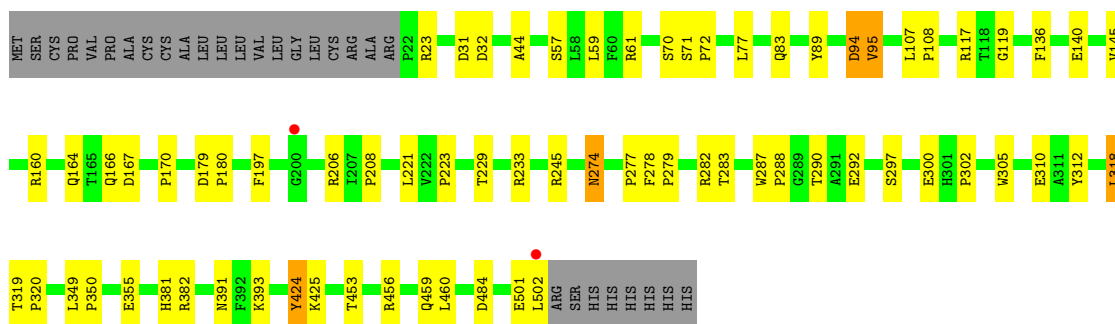 MET SER CYS PRO VAL PRO ALA CYS CYS ALA LEU LEU LEU LEU VAL LEU GLY LEU CYS ARG ALA ARG P22 R23 D31 D32 A44 S57 L58 L59 F60 R61 S70 S71 P72 L77 Q83 Y89 D94 V95 L107 P108 R117 T118 G119 F136 E140 V145
R160 Q164 T165 Q166 D167 P170 D179 P180 F197 G200 R206 I207 P208 L221 V222 P223 T229 R233 R245 N274 P277 F278 P279 R282 T283 W287 P288 G289 T290 A291 E292 S297 E300 H301 P302 W305 E310 A311 Y312 L318
T319 P320 L349 P350 E355 H381 R382 N391 F392 K393 Y424 K425 T453 R456 Q459 L460 D484 E501 L502 ARG SER HIS HIS HIS HIS HIS HIS